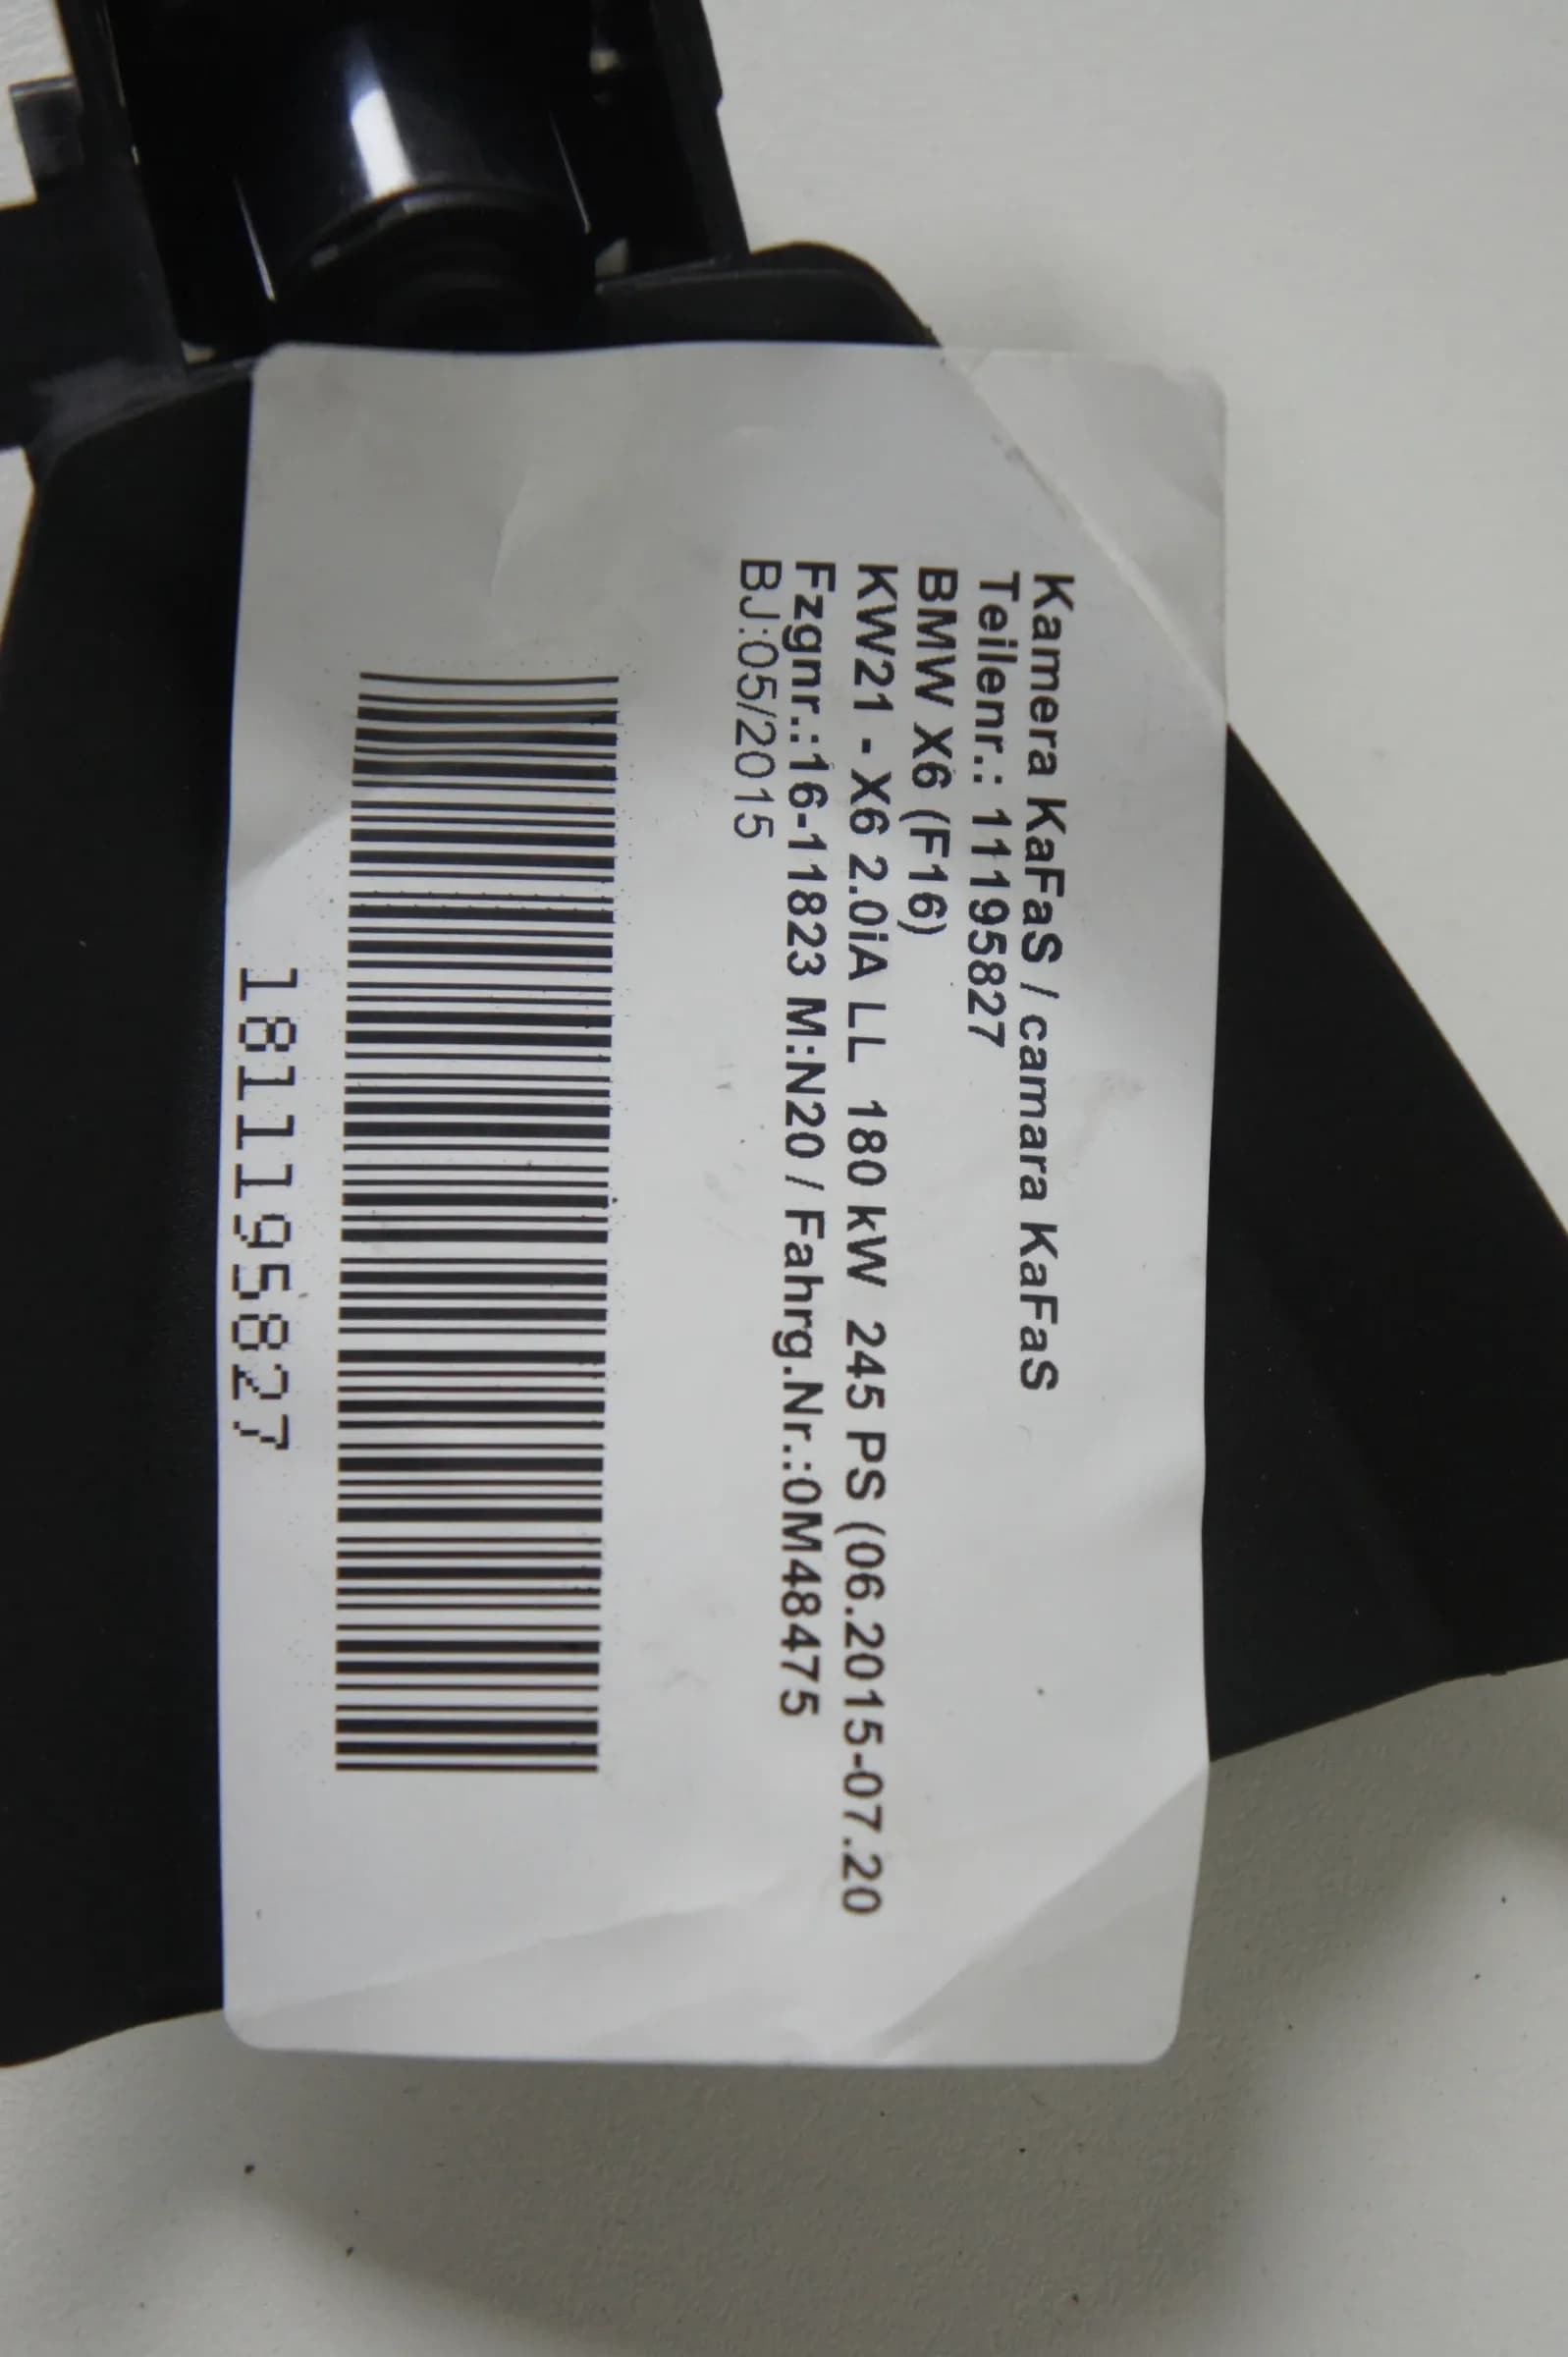 Kamera KaFaS / camara KaFaS
Teilenr.: 11195827
BMW X6 (F16)
KW21 - X6 2.0iA LL 180 kW 245 PS (06.2015-07.20
Fzgnr.:16-11823 M:N20 / Fahrg.Nr.:0M48475
BJ:05/2015
1811195827